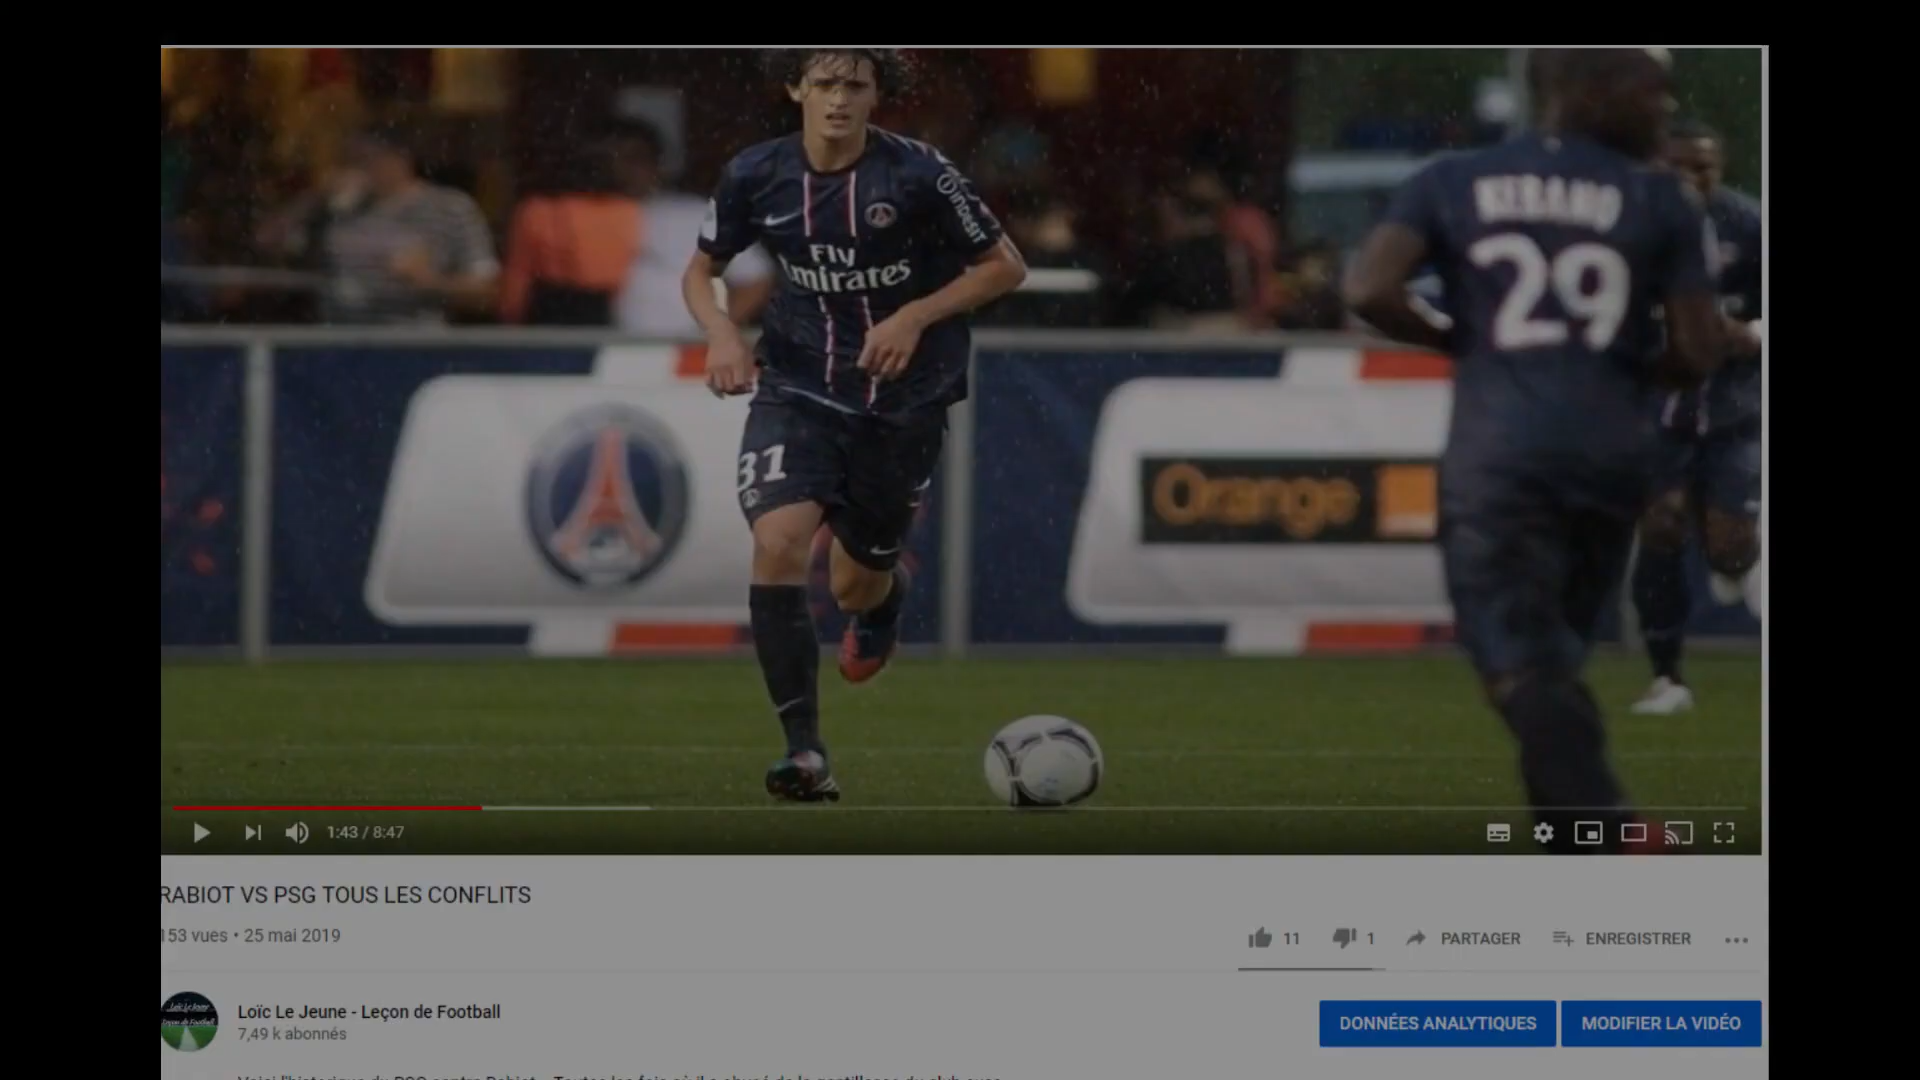 INDESIT
Fly
Emirates
29
31
Orange
1:43 / 8:47
RABIOT VS PSG TOUS LES CONFLITS
153 vues • 25 mai 2019
11
1
PARTAGER
ENREGISTRER
Loïc Le Jeune - Leçon de Football
7,49 k abonnés
DONNÉES ANALYTIQUES
MODIFIER LA VIDÉO